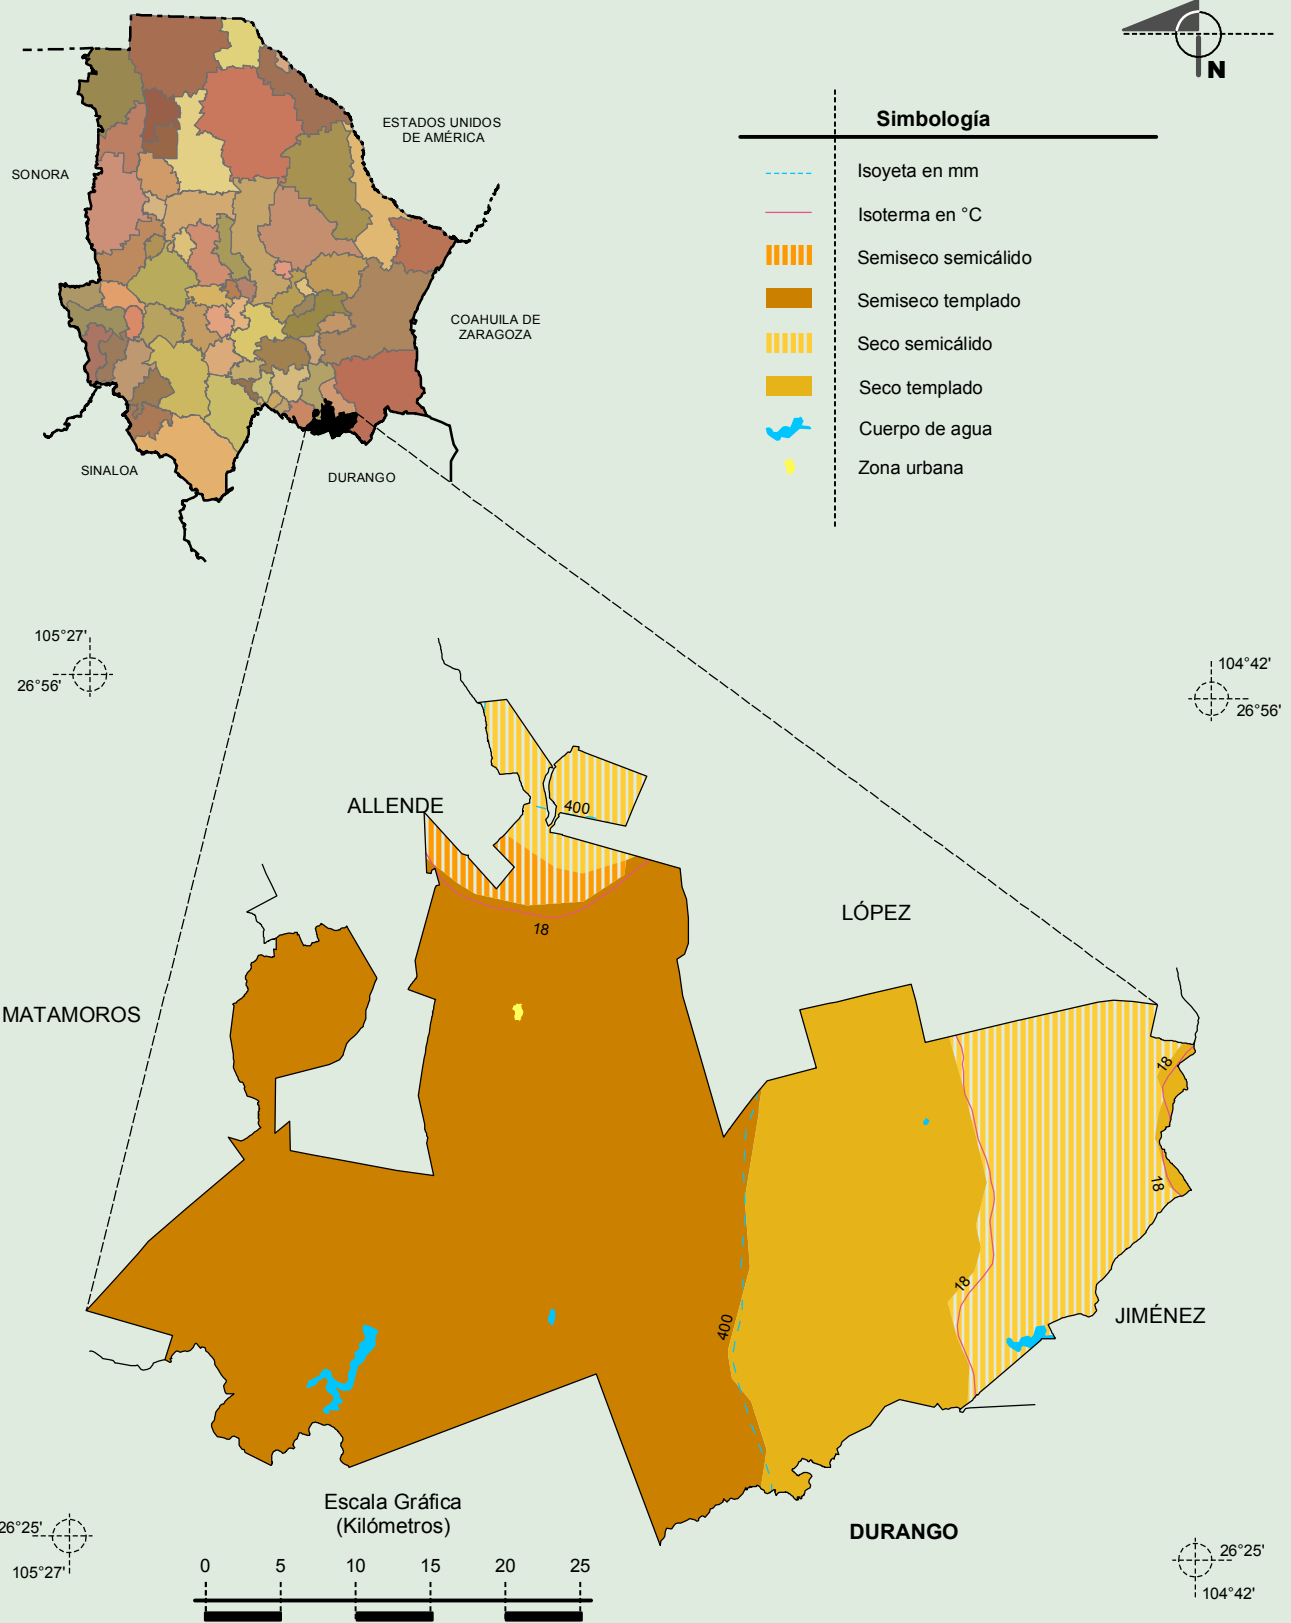 N
ESTADOS UNIDOS
DE AMÉRICA
SONORA
COAHUILA DE
ZARAGOZA
SINALOA
DURANGO
Simbología
Isoyeta en mm
Isoterma en °C
Semiseco semicálido
Semiseco templado
Seco semicálido
Seco templado
Cuerpo de agua
Zona urbana
105°27'
26°56'
104°42'
26°56'
ALLENDE
400
18
LÓPEZ
MATAMOROS
18
18
18
400
JIMÉNEZ
DURANGO
Escala Gráfica
(Kilómetros)
0 5 10 15 20 25
26°25'
105°27'
26°25'
104°42'